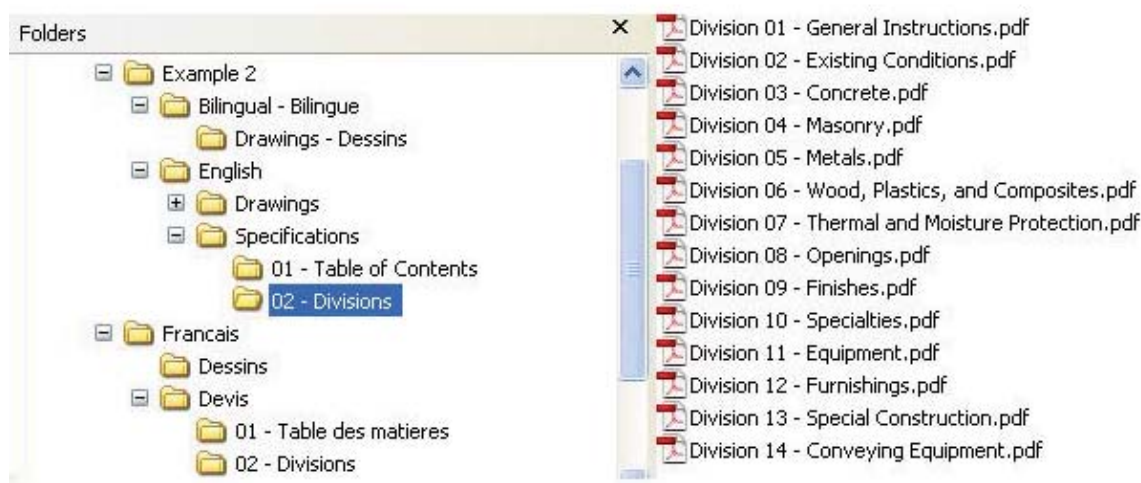 Folders
Example 2
Bilingual - Bilingue
Drawings - Dessins
English
Drawings
Specifications
01 - Table of Contents
02 - Divisions
Francais
Dessins
Devis
01 - Table des matieres
02 - Divisions
Division 01 - General Instructions.pdf
Division 02 - Existing Conditions.pdf
Division 03 - Concrete.pdf
Division 04 - Masonry.pdf
Division 05 - Metals.pdf
Division 06 - Wood, Plastics, and Composites.pdf
Division 07 - Thermal and Moisture Protection.pdf
Division 08 - Openings.pdf
Division 09 - Finishes.pdf
Division 10 - Specialties.pdf
Division 11 - Equipment.pdf
Division 12 - Furnishings.pdf
Division 13 - Special Construction.pdf
Division 14 - Conveying Equipment.pdf